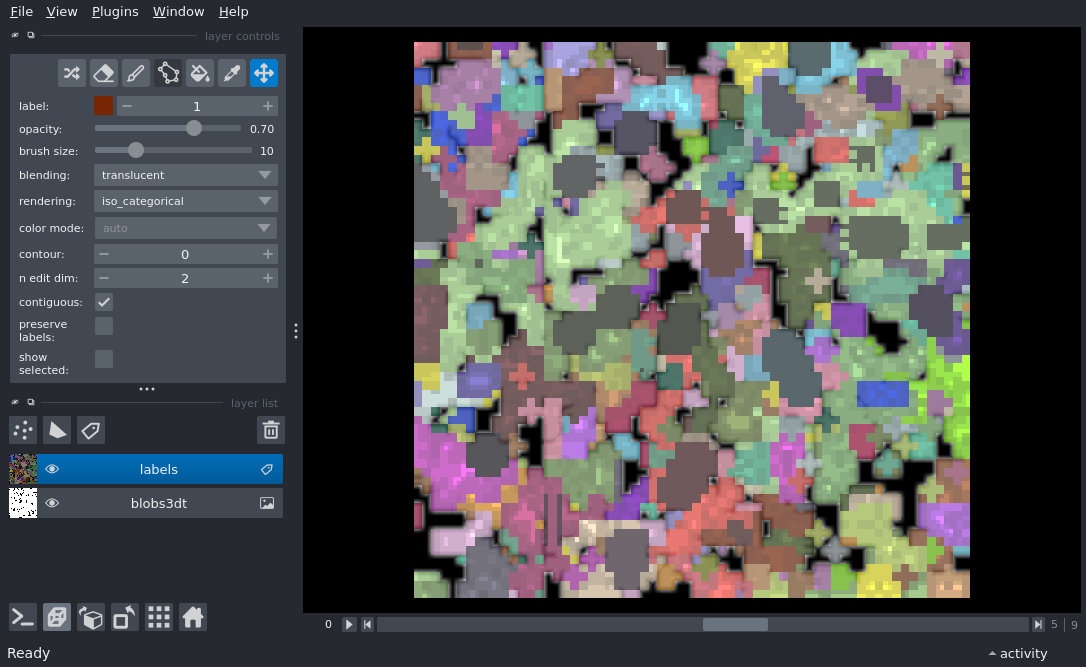 File View Plugins Window Help
layer controls
label: 1
opacity: 0.70
brush size: 10
blending: translucent
rendering: iso_categorical
color mode: auto
contour: 0
n edit dim: 2
contiguous:
preserve
labels:
show
selected:
layer list
labels
blobs3dt
0 5 9
Ready activity